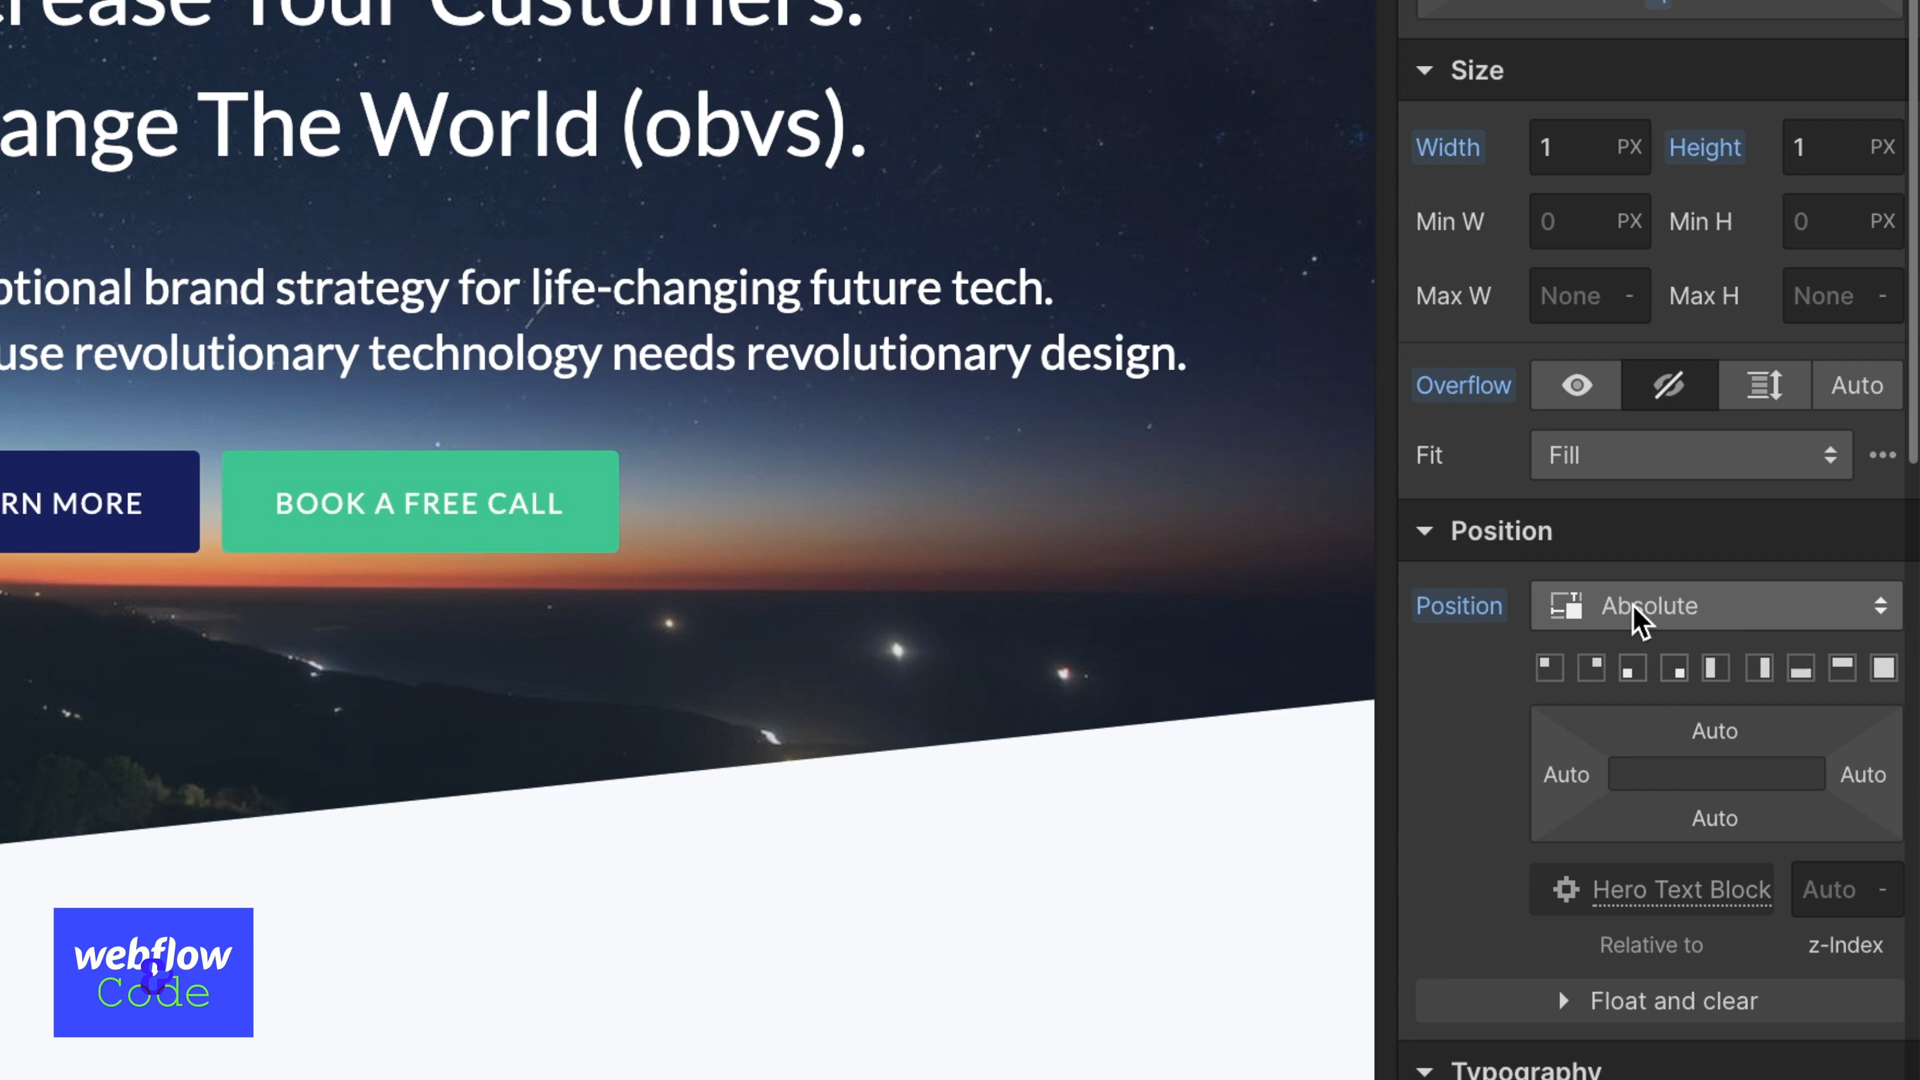 rease Your Customers.
ange The World (obvs).
ptional brand strategy for life-changing future tech.
use revolutionary technology needs revolutionary design.
RN MORE
BOOK A FREE CALL
webflow
&
Code
Size
Width 1 PX Height 1 PX
Min W 0 PX Min H 0 PX
Max W None - Max H None -
Overflow Auto
Fit Fill
Position
Position Absolute
Auto
Auto Auto
Auto
Hero Text Block Auto -
Relative to z-Index
Float and clear
Typography